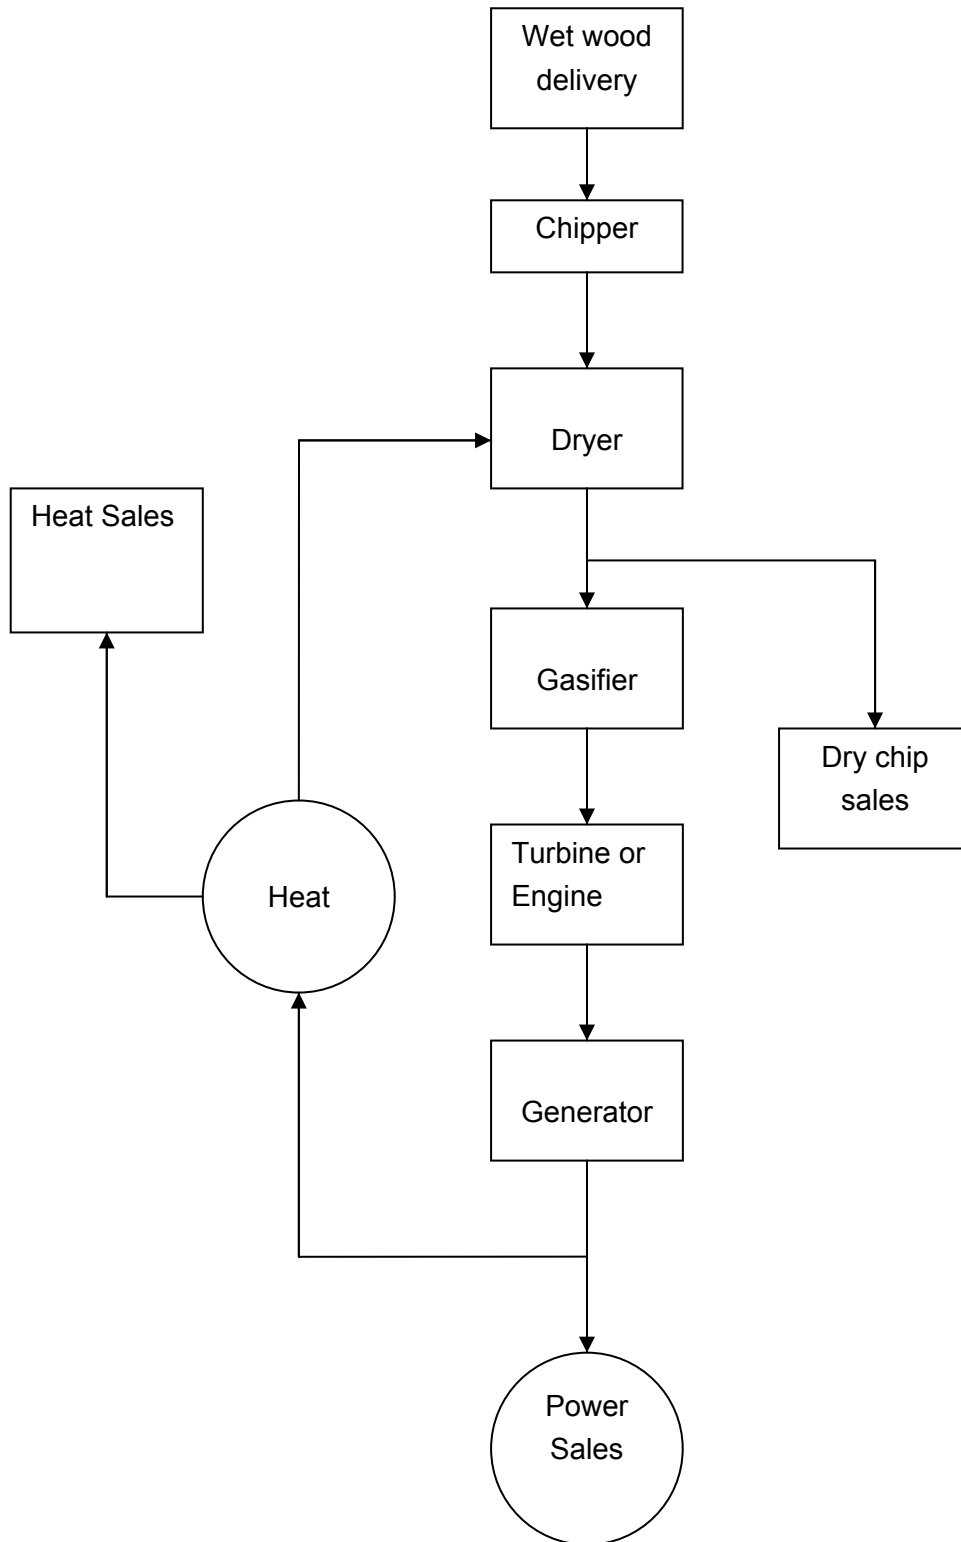 Wet wood
delivery
Chipper
Dryer
Heat Sales
Gasifier
Dry chip
sales
Turbine or
Engine
Heat
Generator
Power
Sales